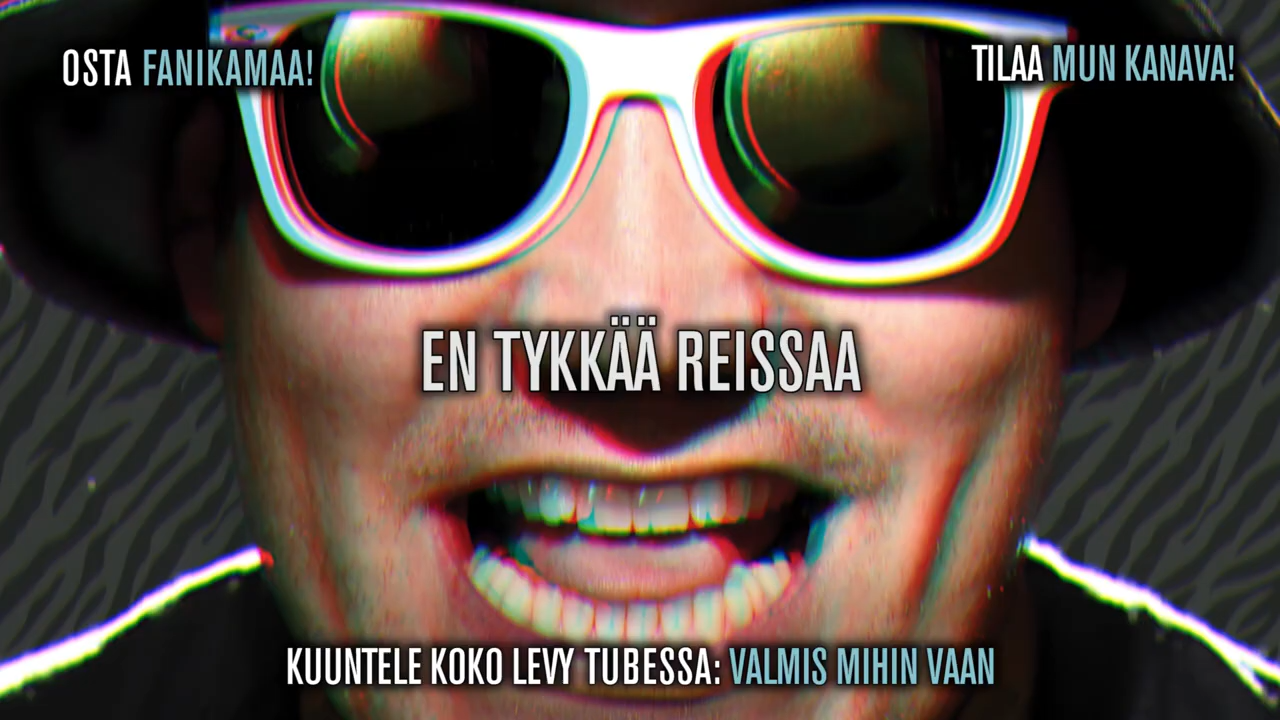 OSTA FANIKAMAA!
TILAA MUN KANAVA!
EN TYKKÄÄ REISSAA
KUUNTELE KOKO LEVY TUBESSA: VALMIS MIHIN VAAN